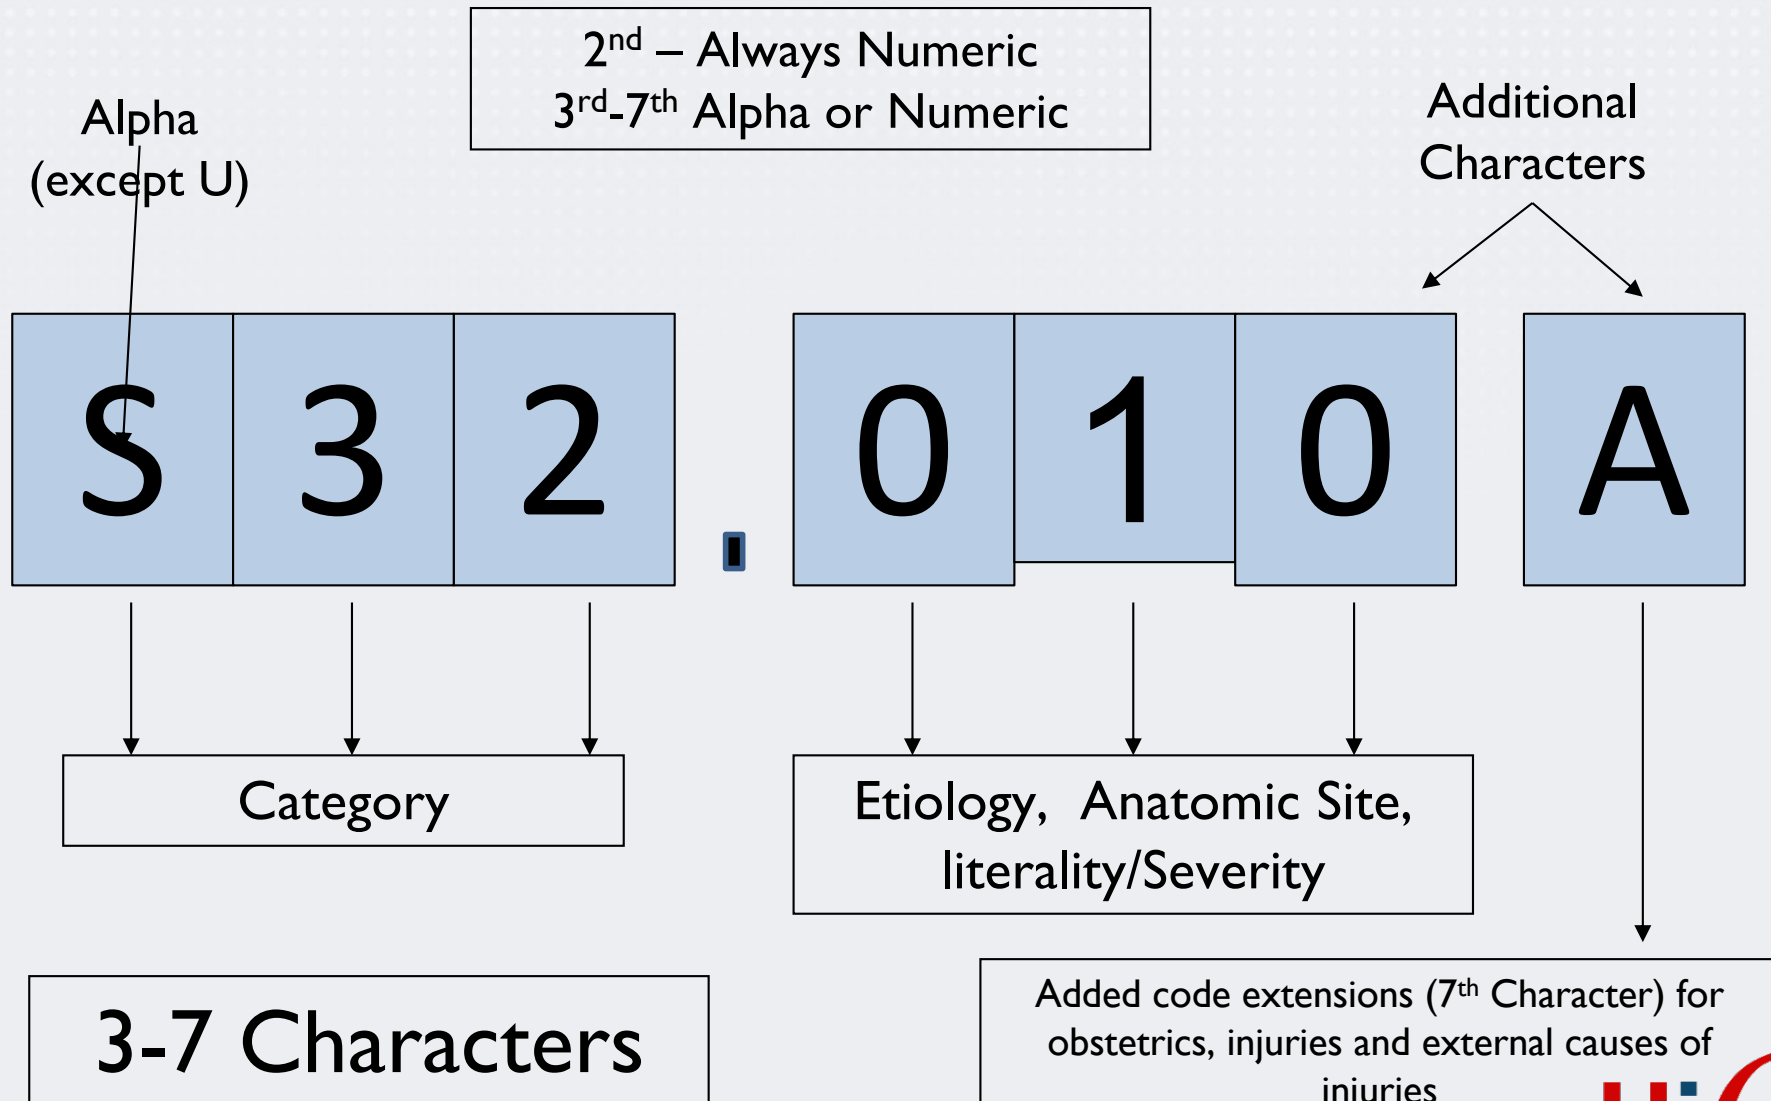 2nd – Always Numeric
3rd-7th Alpha or Numeric
Alpha
(except U)
Additional
Characters
S 3 2 . 0 1 0 A
Category
Etiology, Anatomic Site,
literality/Severity
3-7 Characters
Added code extensions (7th Character) for
obstetrics, injuries and external causes of
injuries